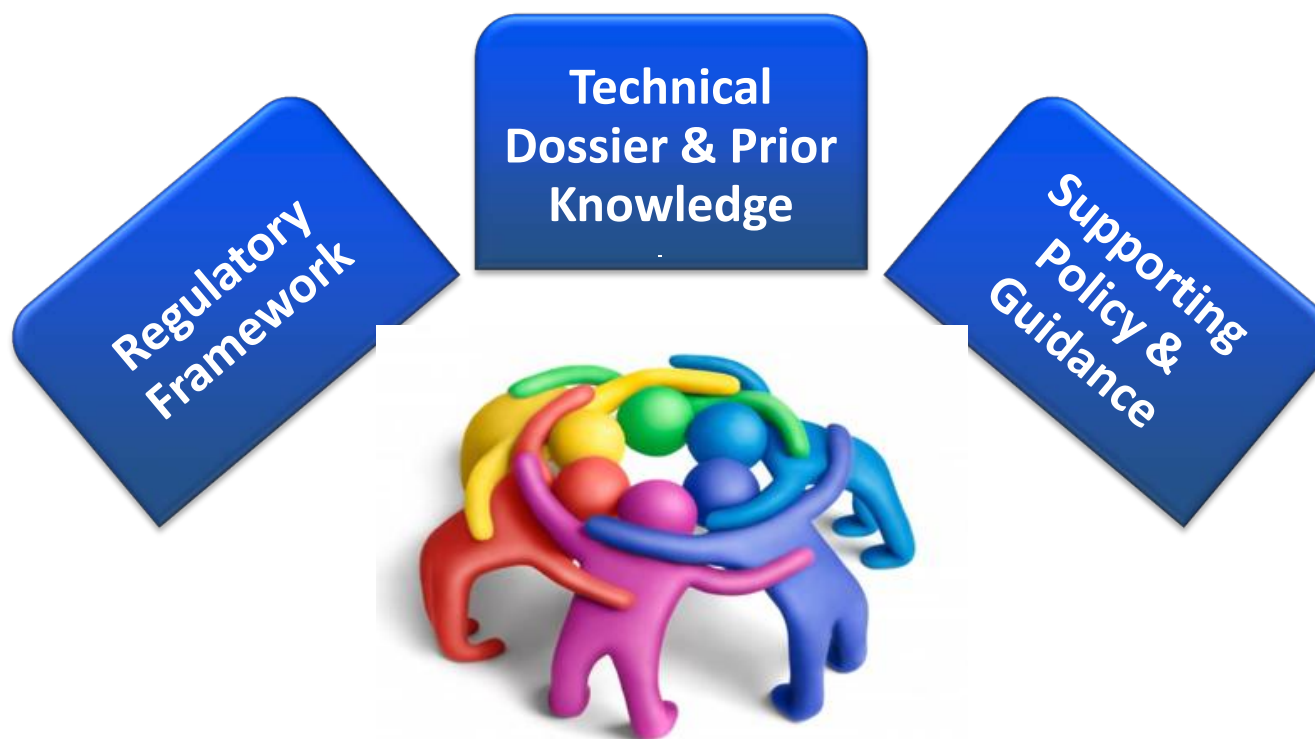 Regulatory
Framework
Technical
Dossier & Prior
Knowledge
-
Supporting
Policy &
Guidance